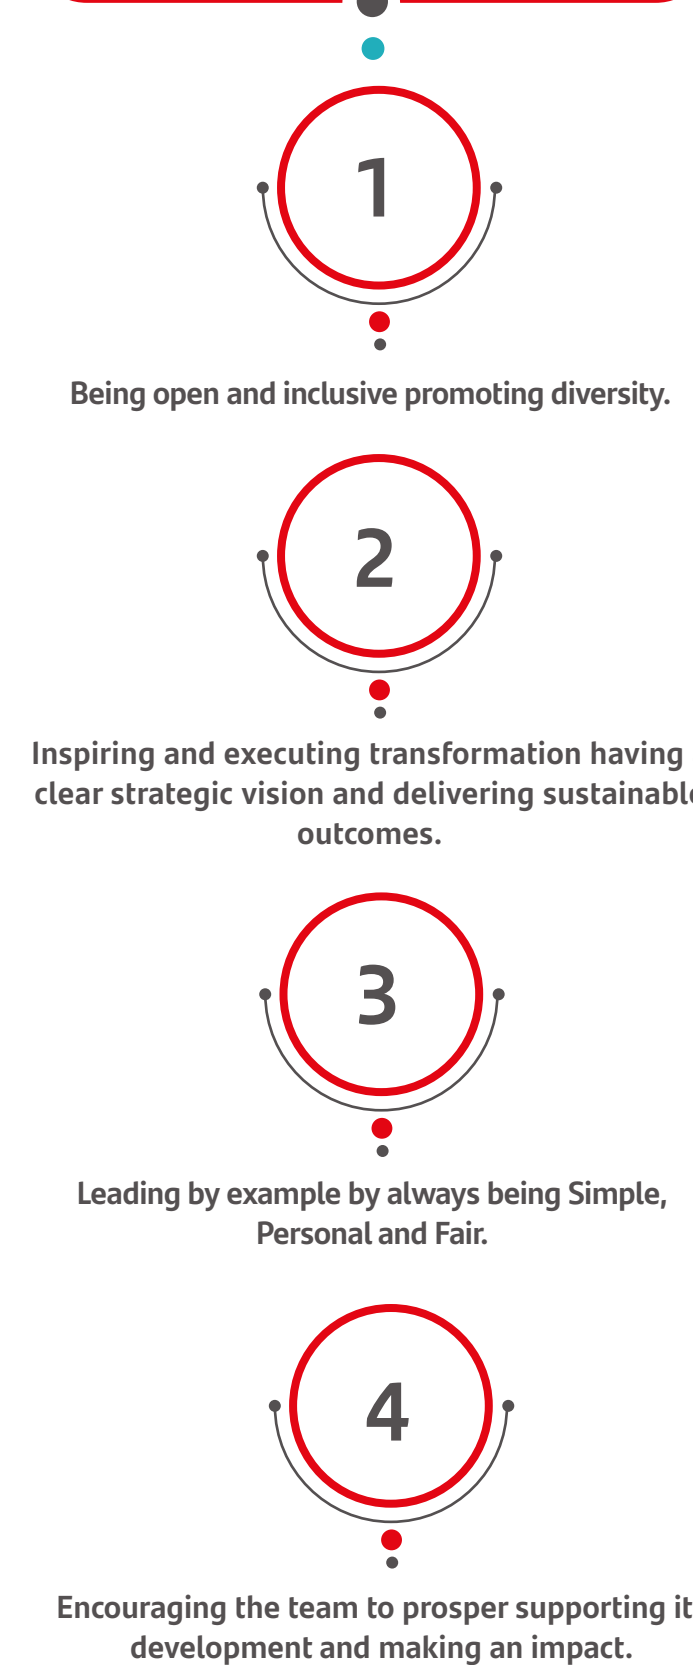 1
Being open and inclusive promoting diversity.
2
Inspiring and executing transformation having
clear strategic vision and delivering sustainable
outcomes.
3
Leading by example by always being Simple,
Personal and Fair.
4
Encouraging the team to prosper supporting it
development and making an impact.